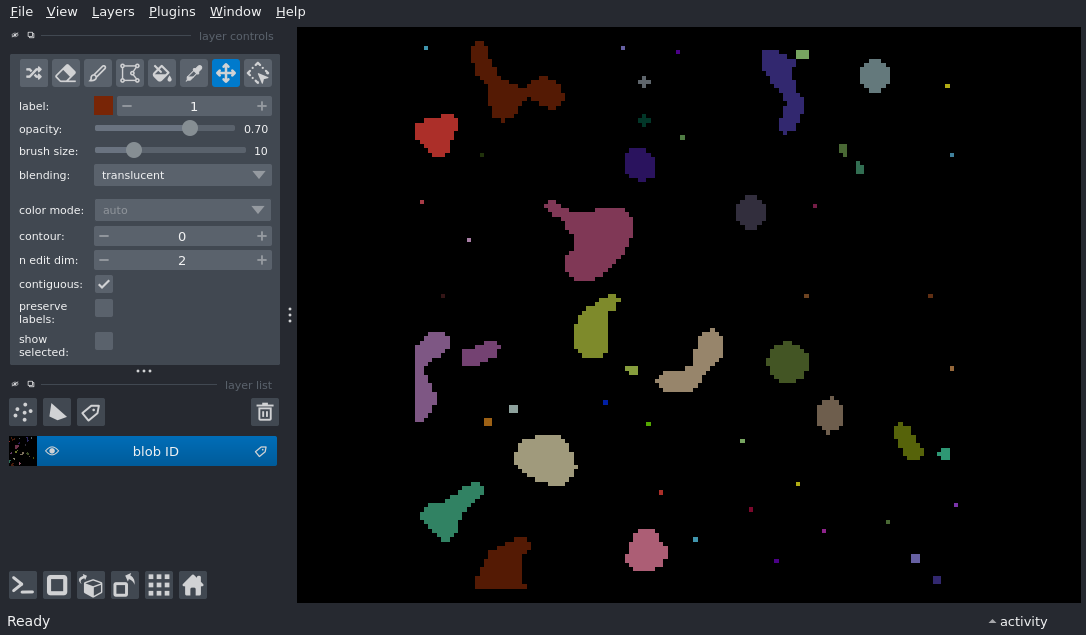 File View Layers Plugins Window Help
layer controls
label: 1
opacity: 0.70
brush size: 10
blending: translucent
color mode: auto
contour: 0
n edit dim: 2
contiguous:
preserve
labels:
show
selected:
layer list
blob ID
Ready
activity